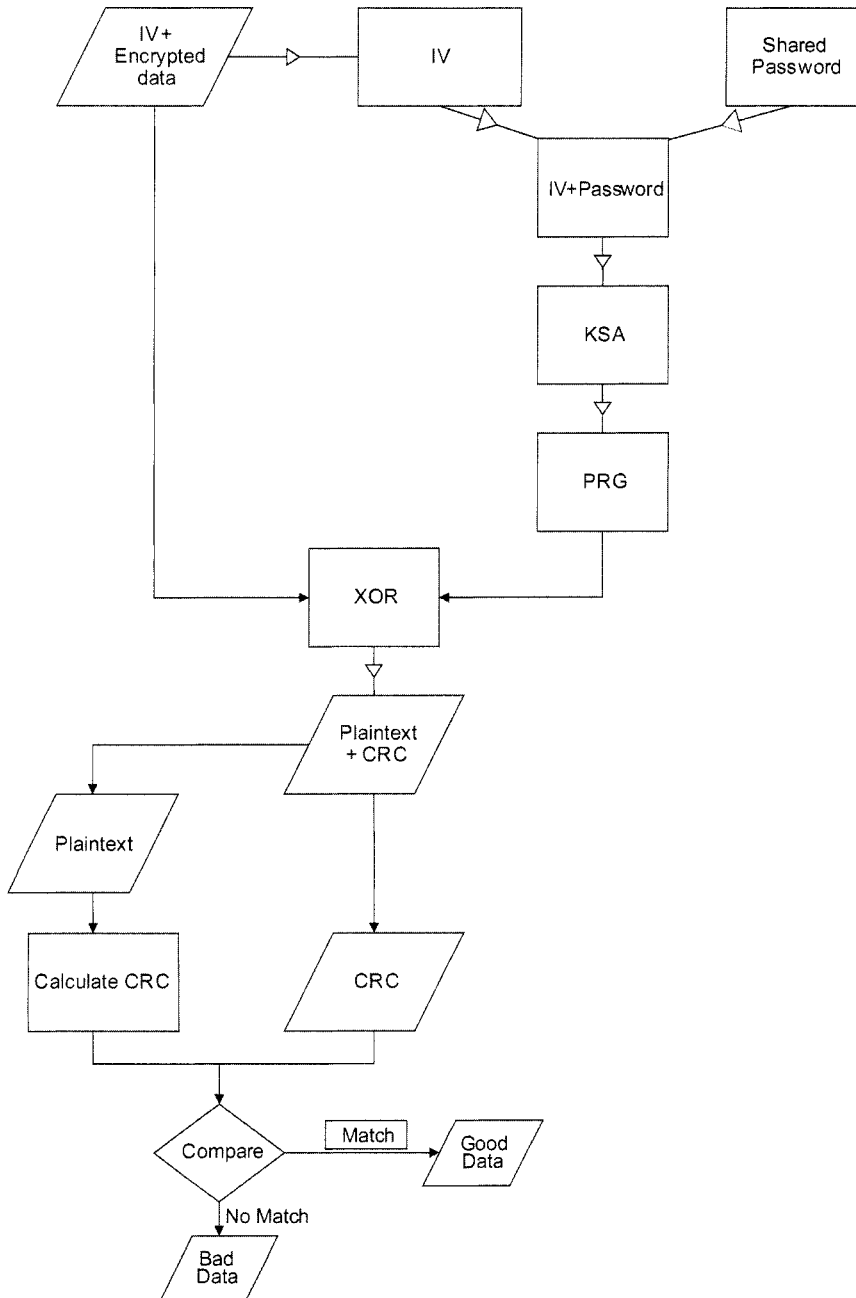 IV+
Encrypted
data
IV
Shared
Password
IV+Password
KSA
PRG
XOR
Plaintext
+ CRC
Plaintext
Calculate CRC
CRC
Compare
Match
Good
Data
No Match
Bad
Data